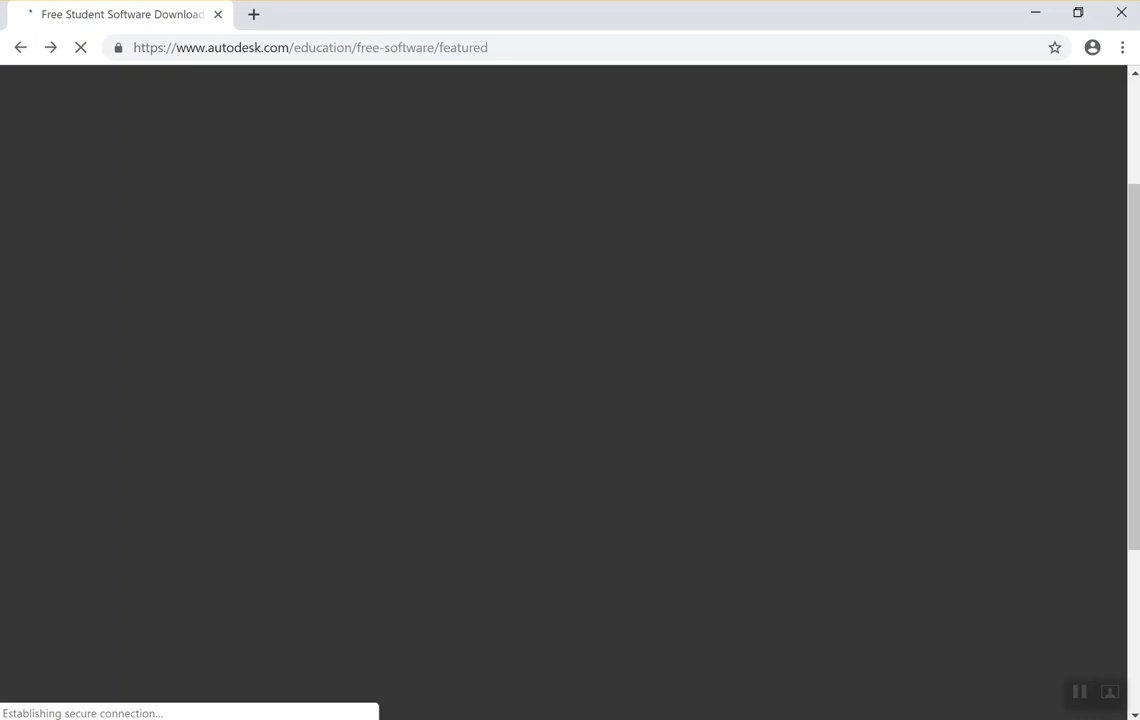 Free Student Software Download
https://www.autodesk.com/education/free-software/featured
Establishing secure connection...